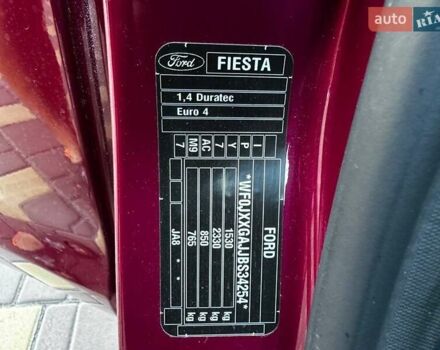 Ford
FIESTA
1,4 Duratec
Euro 4
7 M9 AC 7 Y P I
FORD
*WF0JXXGAJJBS34254*
1530 kg
2330 kg
850 kg
765 kg
JA8
AUTO
RIA